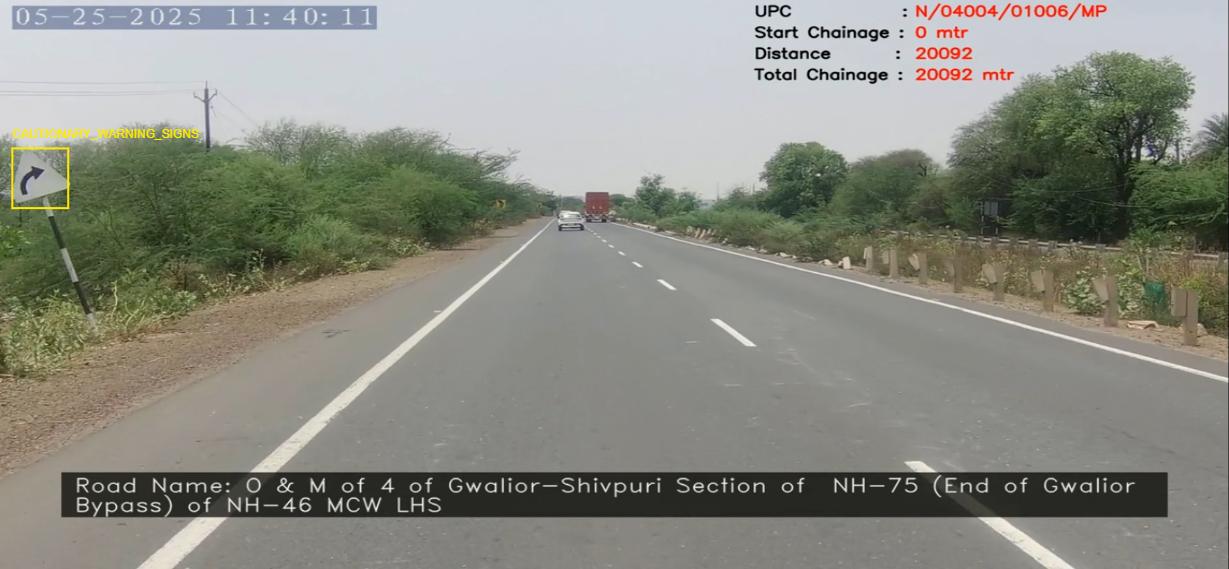 05-25-2025 11:40:11
UPC : N/04004/01006/MP
Start Chainage : 0 mtr
Distance : 20092
Total Chainage : 20092 mtr
CAUTIONARY_WARNING_SIGNS
Road Name: O & M of 4 of Gwalior-Shivpuri Section of NH-75 (End of Gwalior
Bypass) of NH-46 MCW LHS